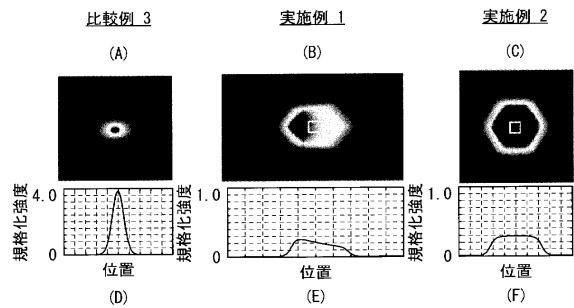 比較例 3
実施例 1
実施例 2
(A)
(B)
(C)
規格化強度
4.0
0
位置
規格化強度
1.0
0
位置
規格化強度
1.0
0
位置
(D)
(E)
(F)